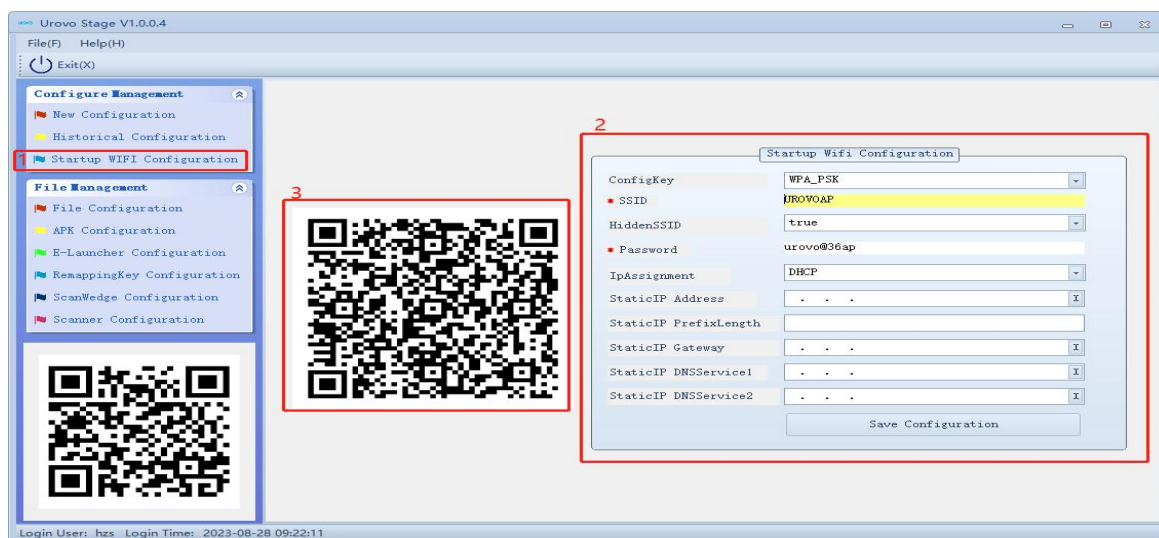 Urovo Stage V1.0.0.4
File(F) Help(H)
Exit(X)
Configure Management
New Configuration
Historical Configuration
1 Startup WIFI Configuration
File Management
File Configuration
APK Configuration
E-Launcher Configuration
RemappingKey Configuration
ScanWedge Configuration
Scanner Configuration
3
2
Startup Wifi Configuration
ConfigKey WPA_PSK
SSID UROVOAP
HiddenSSID true
Password urovo@36ap
IpAssignment DHCP
StaticIP Address . . . X
StaticIP PrefixLength
StaticIP Gateway . . . X
StaticIP DNSService1 . . . X
StaticIP DNSService2 . . . X
Save Configuration
Login User: hzs Login Time: 2023-08-28 09:22:11